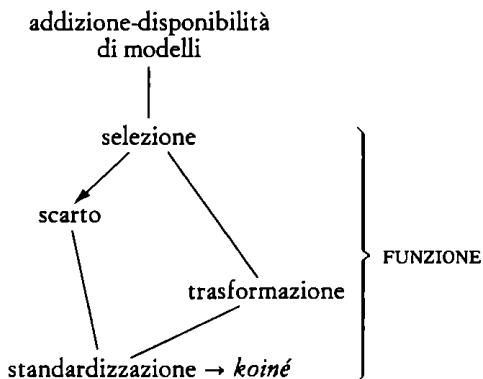 addizione-disponibilità
di modelli
selezione
scarto
FUNZIONE
trasformazione
standardizzazione → koiné